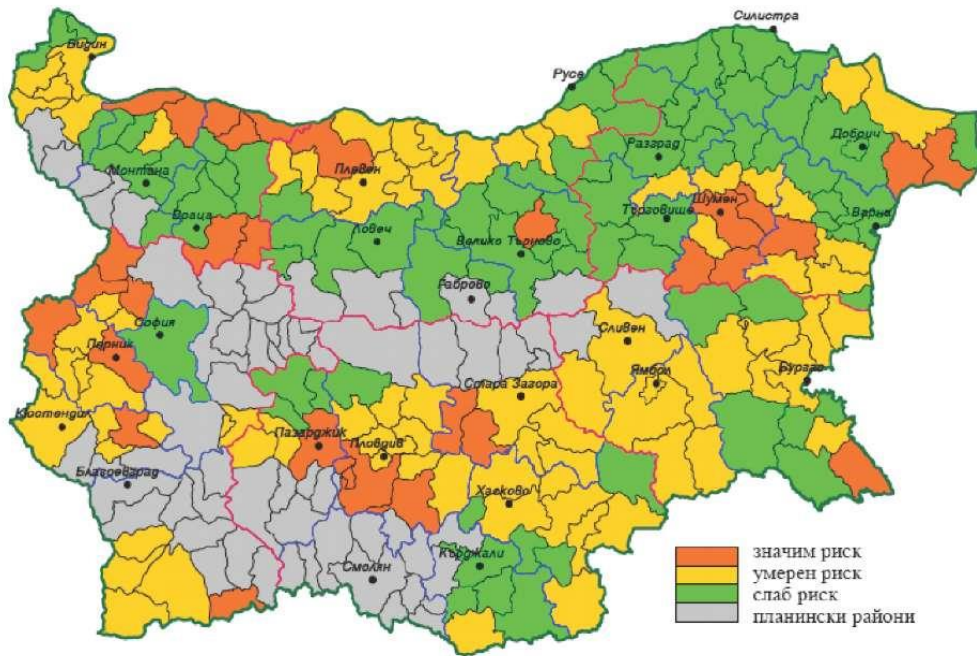 Силистра
Видин
Русе
Добрич
Разград
Монтана
Плевен
Шумен
Търговище
Варна
Враца
Ловеч
Велико Търново
Габрово
София
Сливен
Перник
Ямбол
Бургас
Стара Загора
Кюстендил
Пазарджик
Пловдив
Благоевград
Хасково
Кърджали
Смолян
значим риск
умерен риск
слаб риск
планински райони